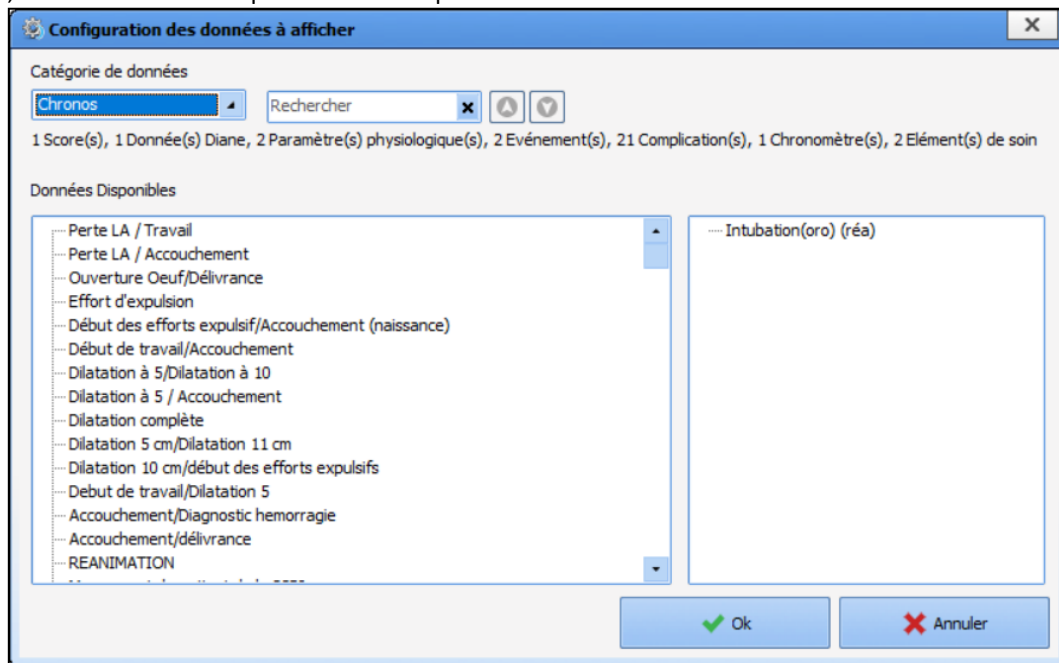 Configuration des données à afficher
Catégorie de données
Chronos
Rechercher
1 Score(s), 1 Donnée(s) Diane, 2 Paramètre(s) physiologique(s), 2 Evénement(s), 21 Complication(s), 1 Chronomètre(s), 2 Elément(s) de soin
Données Disponibles
Perte LA / Travail
Perte LA / Accouchement
Ouverture Oeuf/Délivrance
Effort d'expulsion
Début des efforts expulsif/Accouchement (naissance)
Début de travail/Accouchement
Dilatation à 5/Dilatation à 10
Dilatation à 5 / Accouchement
Dilatation complète
Dilatation 5 cm/Dilatation 11 cm
Dilatation 10 cm/début des efforts expulsifs
Debut de travail/Dilatation 5
Accouchement/Diagnostic hemorragie
Accouchement/délivrance
REANIMATION
Intubation(oro) (réa)
Ok
Annuler